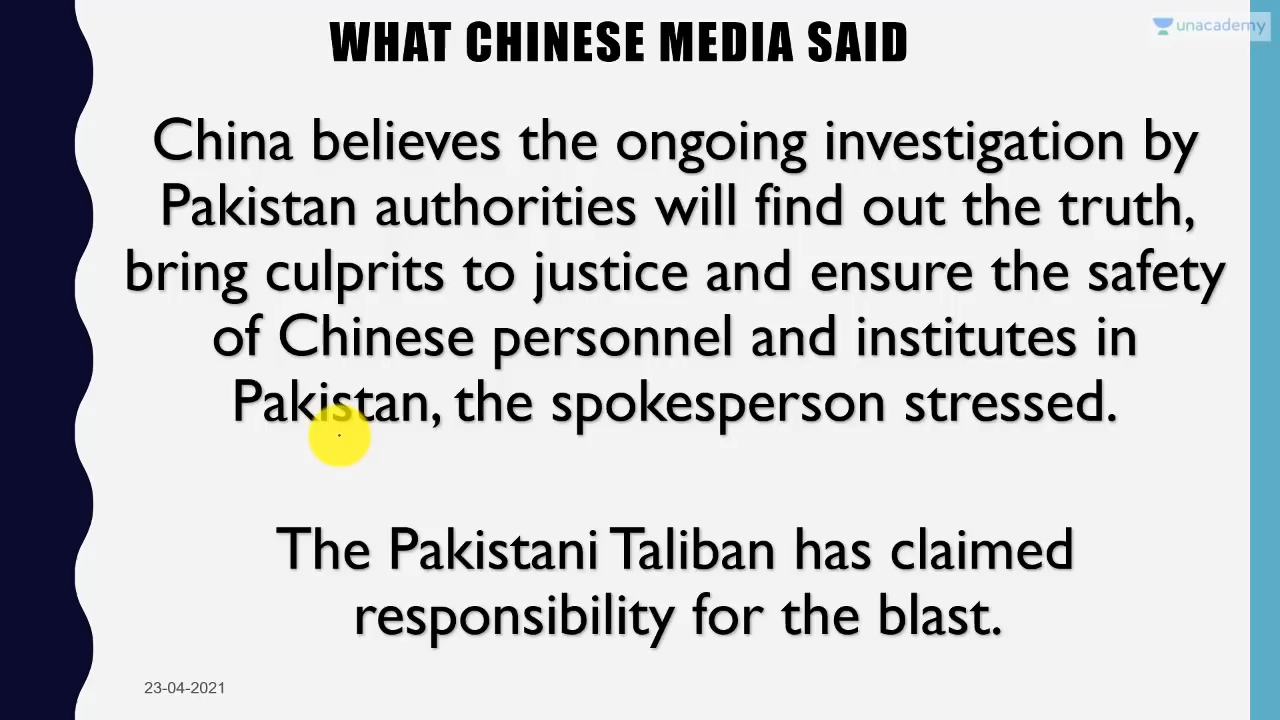 WHAT CHINESE MEDIA SAID
unacademy
China believes the ongoing investigation by
Pakistan authorities will find out the truth,
bring culprits to justice and ensure the safety
of Chinese personnel and institutes in
Pakistan, the spokesperson stressed.
The Pakistani Taliban has claimed
responsibility for the blast.
23-04-2021